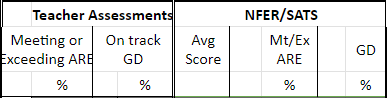 Teacher Assessments NFER/SATS
Meeting or Exceeding ARE
On track GD
Avg Score
Mt/Ex ARE
GD
% % % %